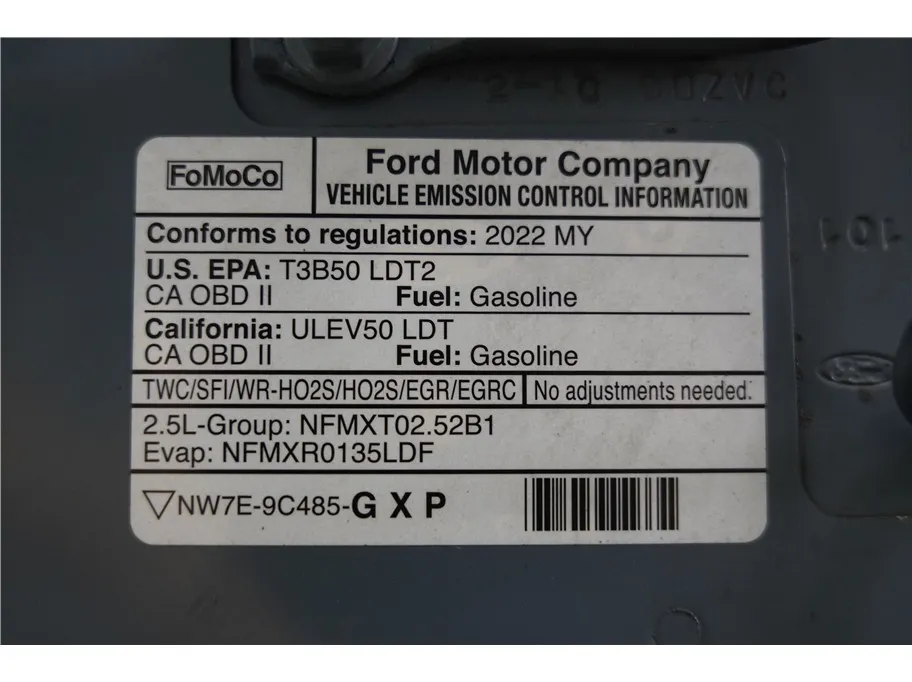 FoMoCo
Ford Motor Company
VEHICLE EMISSION CONTROL INFORMATION
Conforms to regulations: 2022 MY
U.S. EPA: T3B50 LDT2
CA OBD II Fuel: Gasoline
California: ULEV50 LDT
CA OBD II Fuel: Gasoline
TWC/SFI/WR-HO2S/HO2S/EGR/EGRC No adjustments needed.
2.5L-Group: NFMXT02.52B1
Evap: NFMXR0135LDF
NW7E-9C485-G X P
101